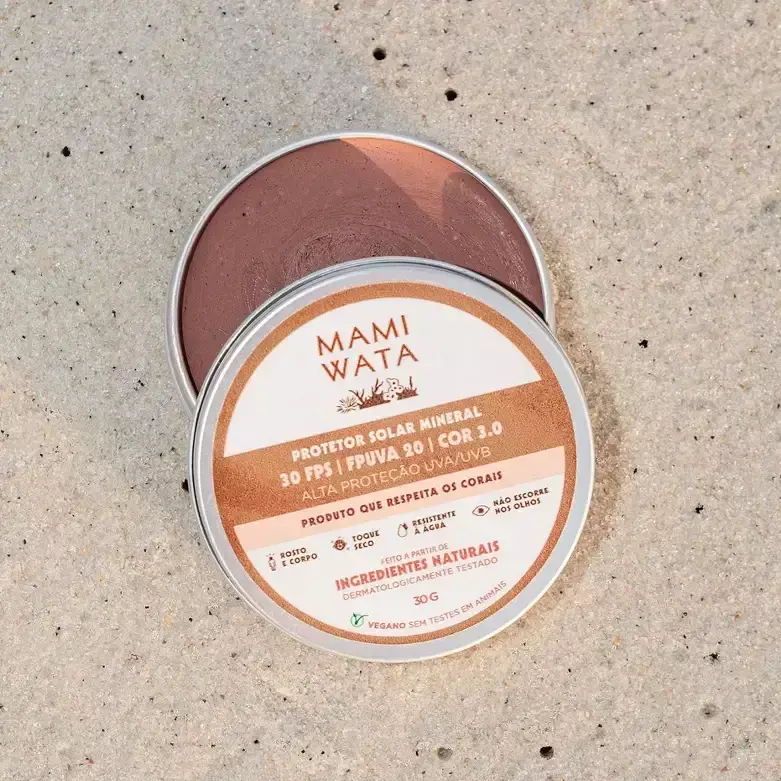 MAMI
WATA
PROTETOR SOLAR MINERAL
30 FPS | FPUVA 20 | COR 3.0
ALTA PROTEÇÃO UVA/UVB
PRODUTO QUE RESPEITA OS CORAIS
ROSTO
E CORPO
TOQUE
SECO
RESISTENTE
À ÁGUA
NÃO ESCORRE
NOS OLHOS
FEITO A PARTIR DE
INGREDIENTES NATURAIS
DERMATOLOGICAMENTE TESTADO
30 G
VEGANO SEM TESTES EM ANIMAIS